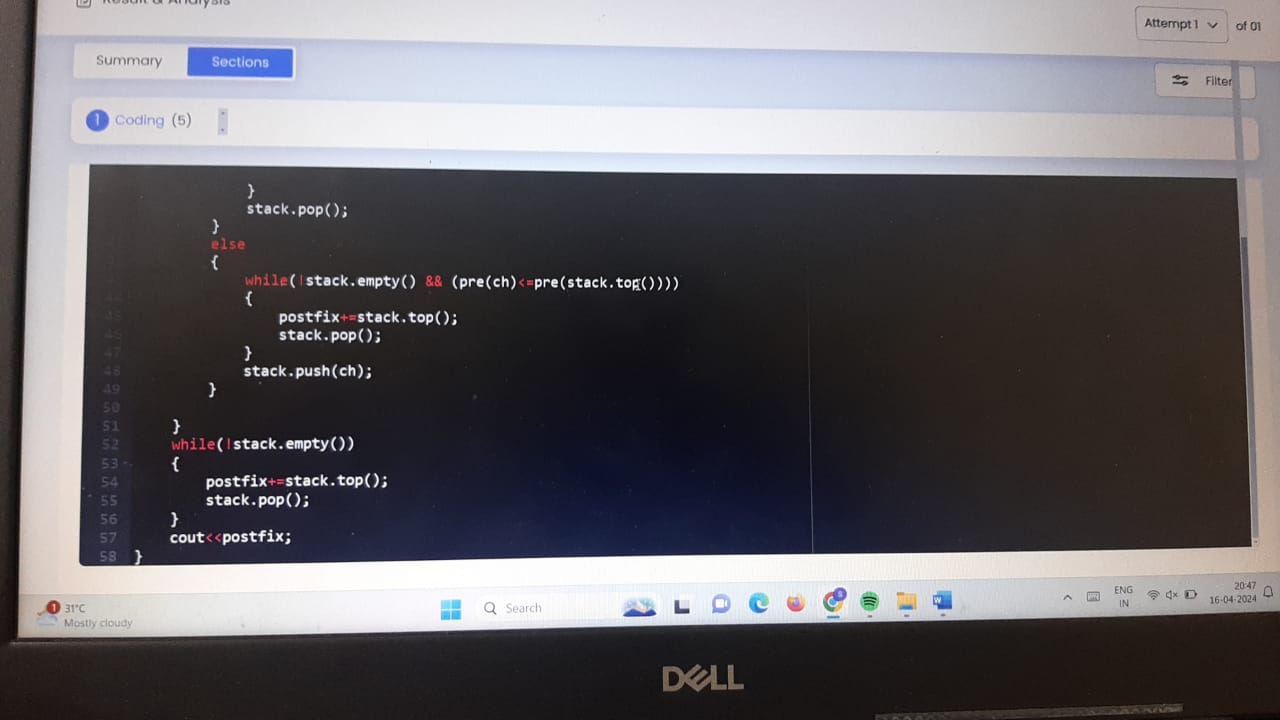 Result & Analysis
Attempt 1 of 01
Summary Sections
Filter
1 Coding (5)
}
stack.pop();
}
else
{
while(!stack.empty() && (pre(ch)<=pre(stack.top())))
{
45 postfix+=stack.top();
46 stack.pop();
47 }
48 stack.push(ch);
49 }
50
51 }
52 while(!stack.empty())
53 {
54 postfix+=stack.top();
55 stack.pop();
56 }
57 cout<<postfix;
58 }
1 31°C
Mostly cloudy
Search
W
ENG
IN
20:47
16-04-2024
DELL